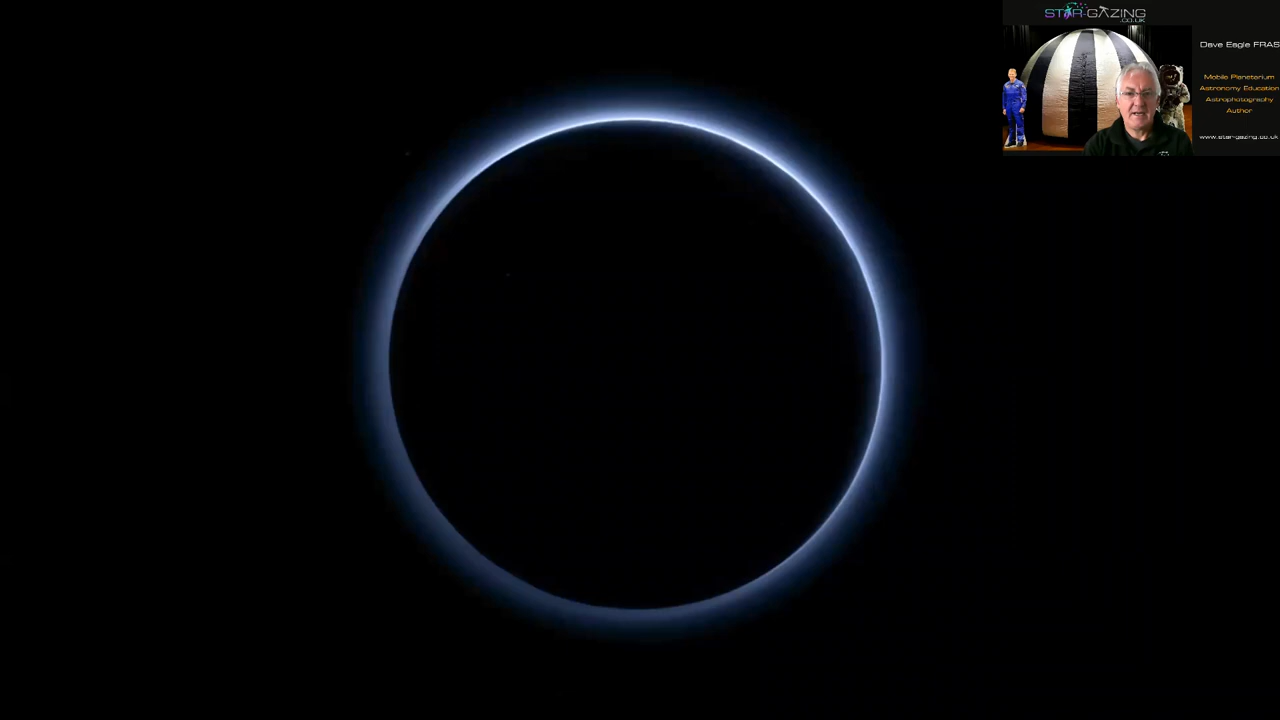 STAR-GAZING
.CO.UK
Dave Eagle FRAS
Mobile Planetarium
Astronomy Education
Astrophotography
Author
www.star-gazing.co.uk